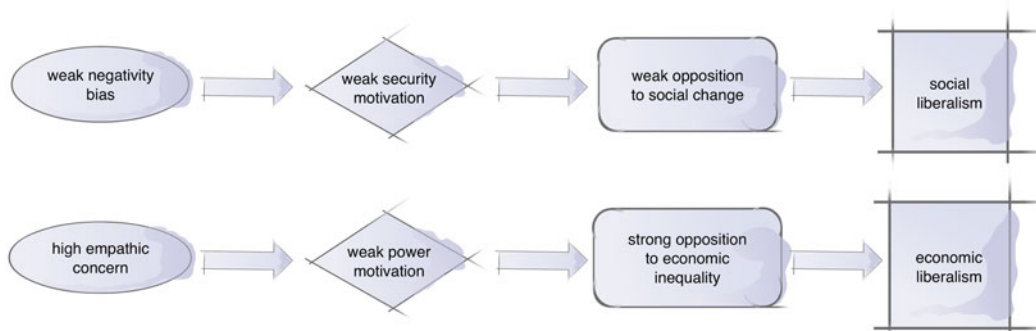 weak negativity
bias
weak security
motivation
weak opposition
to social change
social
liberalism
high empathic
concern
weak power
motivation
strong opposition
to economic
inequality
economic
liberalism